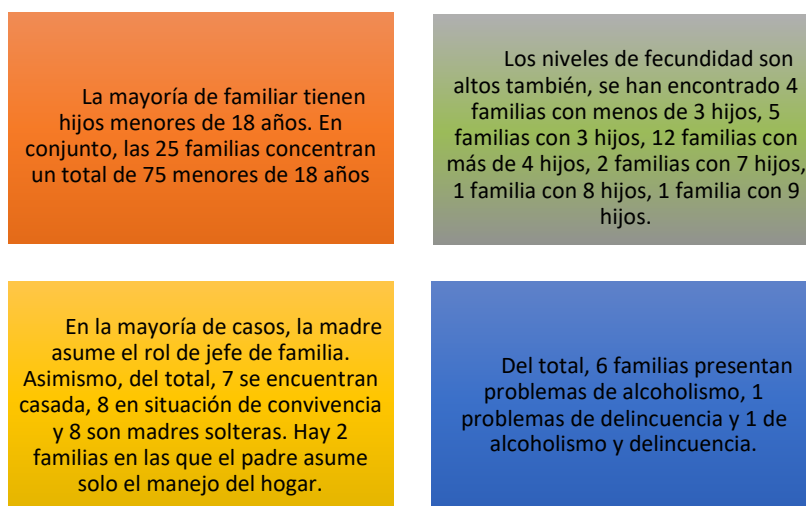 La mayoría de familiar tienen
hijos menores de 18 años. En
conjunto, las 25 familias concentran
un total de 75 menores de 18 años
Los niveles de fecundidad son
altos también, se han encontrado 4
familias con menos de 3 hijos, 5
familias con 3 hijos, 12 familias con
más de 4 hijos, 2 familias con 7 hijos,
1 familia con 8 hijos, 1 familia con 9
hijos.
En la mayoría de casos, la madre
asume el rol de jefe de familia.
Asimismo, del total, 7 se encuentran
casada, 8 en situación de convivencia
y 8 son madres solteras. Hay 2
familias en las que el padre asume
solo el manejo del hogar.
Del total, 6 familias presentan
problemas de alcoholismo, 1
problemas de delincuencia y 1 de
alcoholismo y delincuencia.